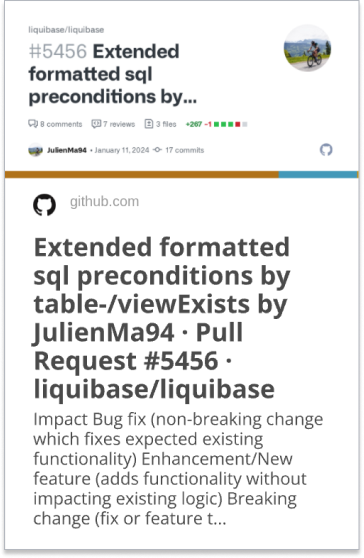 liquibase/liquibase
#5456 Extended
formatted sql
preconditions by...
8 comments 7 reviews 3 files +267 −1
JulienMa94 • January 11, 2024 17 commits
github.com
Extended formatted
sql preconditions by
table-/viewExists by
JulienMa94 · Pull
Request #5456 ·
liquibase/liquibase
Impact Bug fix (non-breaking change
which fixes expected existing
functionality) Enhancement/New
feature (adds functionality without
impacting existing logic) Breaking
change (fix or feature t...